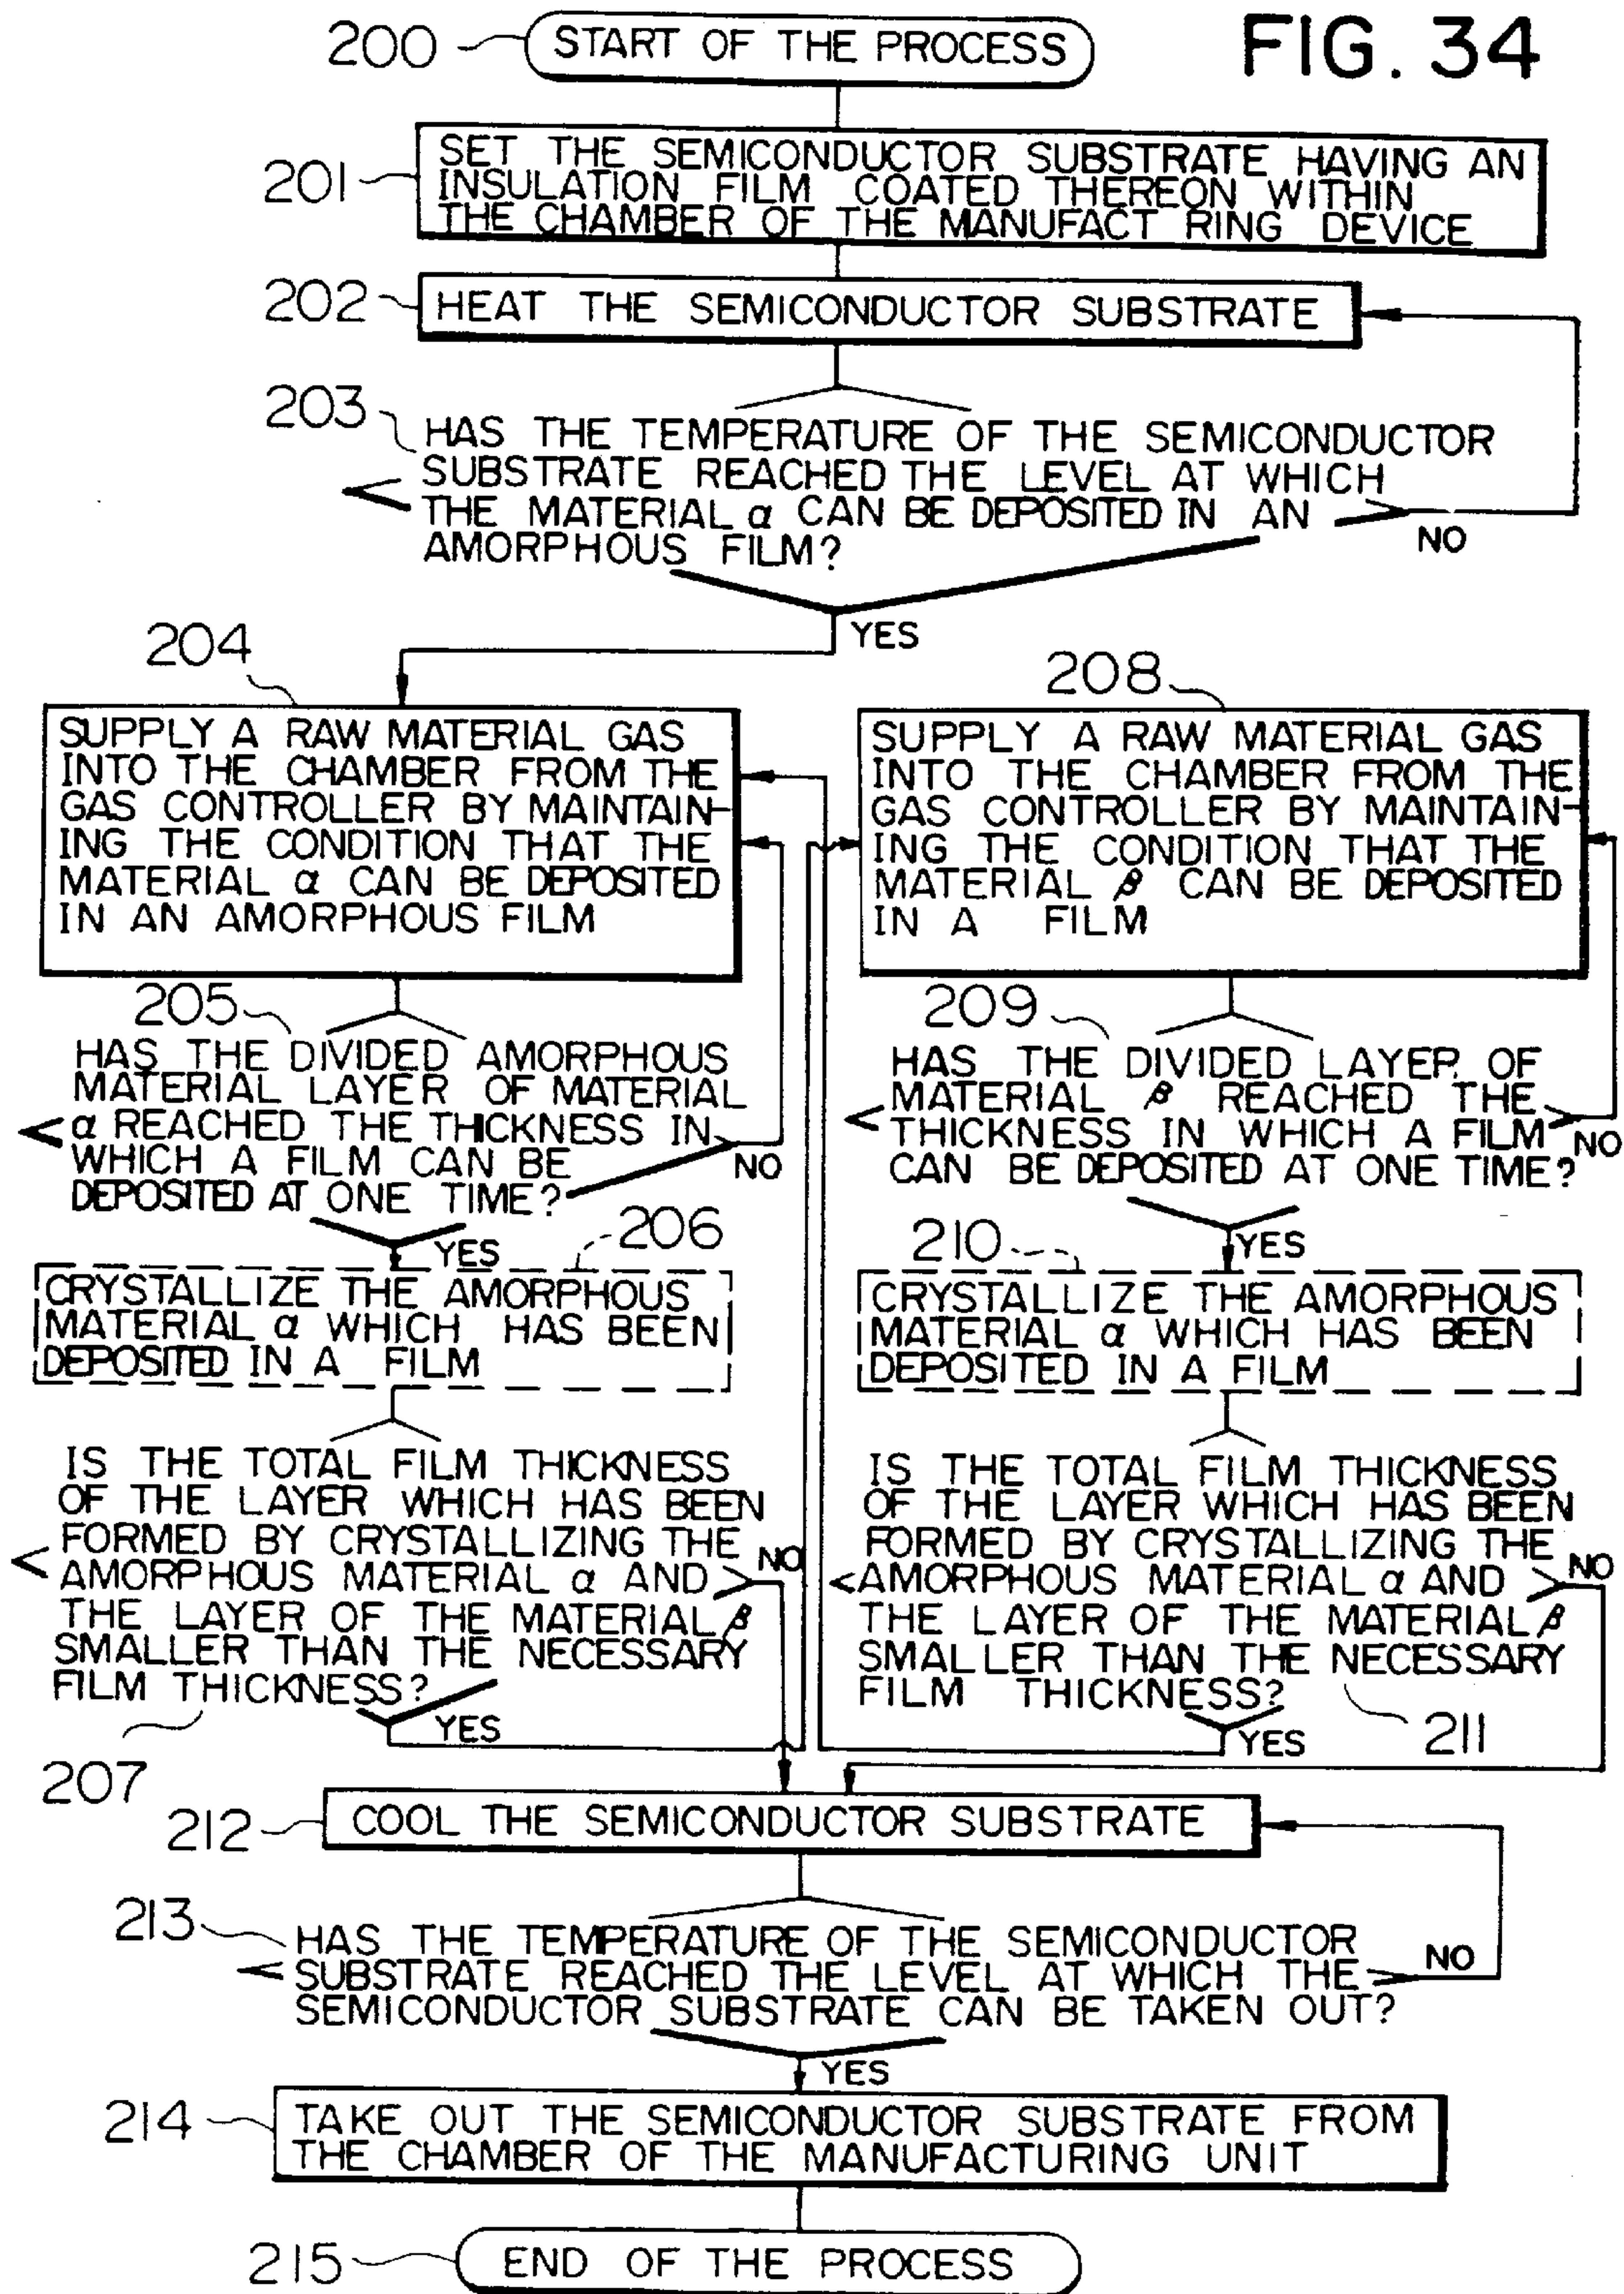 FIG. 34
200
START OF THE PROCESS
201
SET THE SEMICONDUCTOR SUBSTRATE HAVING AN
INSULATION FILM COATED THEREON WITHIN
THE CHAMBER OF THE MANUFACT RING DEVICE
202
HEAT THE SEMICONDUCTOR SUBSTRATE
203
HAS THE TEMPERATURE OF THE SEMICONDUCTOR
SUBSTRATE REACHED THE LEVEL AT WHICH
THE MATERIAL α CAN BE DEPOSITED IN AN
AMORPHOUS FILM?
NO
YES
204
SUPPLY A RAW MATERIAL GAS
INTO THE CHAMBER FROM THE
GAS CONTROLLER BY MAINTAIN-
ING THE CONDITION THAT THE
MATERIAL α CAN BE DEPOSITED
IN AN AMORPHOUS FILM
205
HAS THE DIVIDED AMORPHOUS
MATERIAL LAYER OF MATERIAL
α REACHED THE THICKNESS IN
WHICH A FILM CAN BE
DEPOSITED AT ONE TIME?
NO
YES
206
CRYSTALLIZE THE AMORPHOUS
MATERIAL α WHICH HAS BEEN
DEPOSITED IN A FILM
IS THE TOTAL FILM THICKNESS
OF THE LAYER WHICH HAS BEEN
FORMED BY CRYSTALLIZING THE
AMORPHOUS MATERIAL α AND
THE LAYER OF THE MATERIAL β
SMALLER THAN THE NECESSARY
FILM THICKNESS?
NO
YES
207
208
SUPPLY A RAW MATERIAL GAS
INTO THE CHAMBER FROM THE
GAS CONTROLLER BY MAINTAIN-
ING THE CONDITION THAT THE
MATERIAL β CAN BE DEPOSITED
IN A FILM
209
HAS THE DIVIDED LAYER OF
MATERIAL β REACHED THE
THICKNESS IN WHICH A FILM
CAN BE DEPOSITED AT ONE TIME?
NO
YES
210
CRYSTALLIZE THE AMORPHOUS
MATERIAL α WHICH HAS BEEN
DEPOSITED IN A FILM
IS THE TOTAL FILM THICKNESS
OF THE LAYER WHICH HAS BEEN
FORMED BY CRYSTALLIZING THE
AMORPHOUS MATERIAL α AND
THE LAYER OF THE MATERIAL β
SMALLER THAN THE NECESSARY
FILM THICKNESS?
NO
YES
211
212
COOL THE SEMICONDUCTOR SUBSTRATE
213
HAS THE TEMPERATURE OF THE SEMICONDUCTOR
SUBSTRATE REACHED THE LEVEL AT WHICH THE
SEMICONDUCTOR SUBSTRATE CAN BE TAKEN OUT?
NO
YES
214
TAKE OUT THE SEMICONDUCTOR SUBSTRATE FROM
THE CHAMBER OF THE MANUFACTURING UNIT
215
END OF THE PROCESS